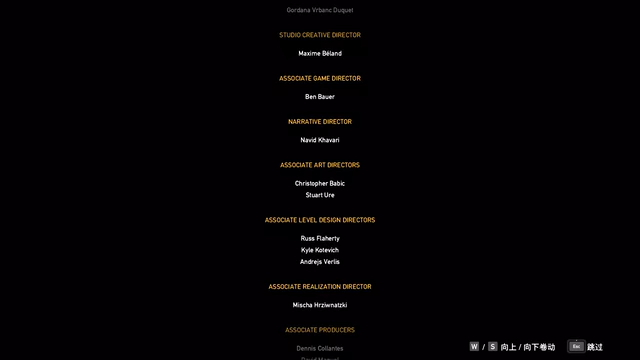 Gordana Vrbanc Duquet
STUDIO CREATIVE DIRECTOR
Maxime Béland
ASSOCIATE GAME DIRECTOR
Ben Bauer
NARRATIVE DIRECTOR
Navid Khavari
ASSOCIATE ART DIRECTORS
Christopher Babic
Stuart Ure
ASSOCIATE LEVEL DESIGN DIRECTORS
Russ Flaherty
Kyle Kotevich
Andrejs Verlis
ASSOCIATE REALIZATION DIRECTOR
Mischa Hrziwnatzki
ASSOCIATE PRODUCERS
Dennis Collantes
W / S 向上 / 向下卷动 Esc 跳过